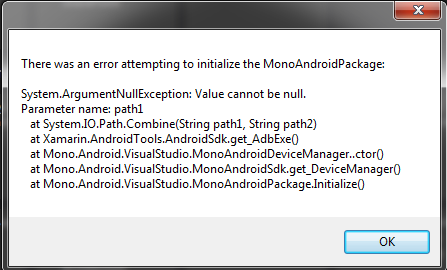 There was an error attempting to initialize the MonoAndroidPackage:
System.ArgumentNullException: Value cannot be null.
Parameter name: path1
at System.IO.Path.Combine(String path1, String path2)
at Xamarin.AndroidTools.AndroidSdk.get_AdbExe()
at Mono.Android.VisualStudio.MonoAndroidDeviceManager..ctor()
at Mono.Android.VisualStudio.MonoAndroidSdk.get_DeviceManager()
at Mono.Android.VisualStudio.MonoAndroidPackage.Initialize()
OK